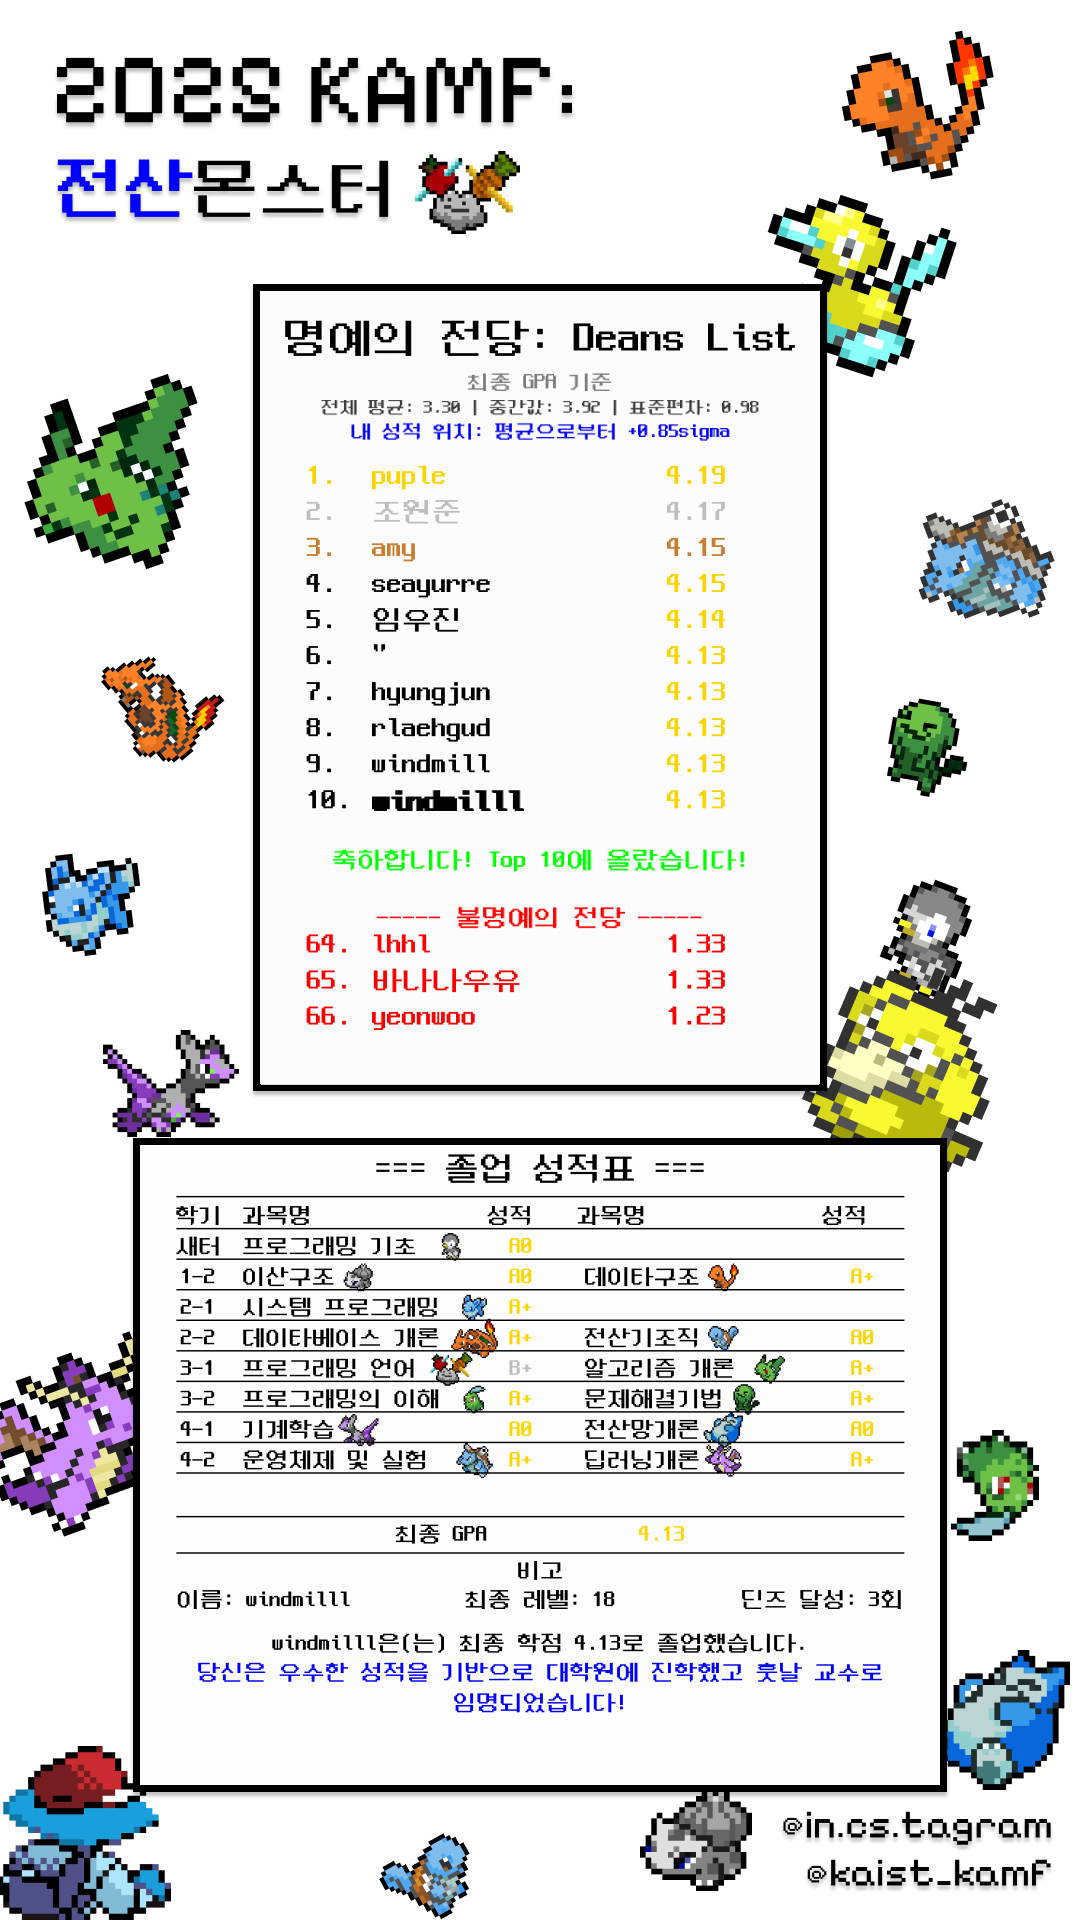 2025 KAMF:
전산몬스터
명예의 전당: Deans List
최종 GPA 기준
전체 평균: 3.30 | 중간값: 3.92 | 표준편차: 0.98
내 성적 위치: 평균으로부터 +0.85sigma
1. puple 4.19
2. 조원준 4.17
3. amy 4.15
4. seayurre 4.15
5. 임우진 4.14
6. " 4.13
7. hyungjun 4.13
8. rlaehgud 4.13
9. windmill 4.13
10. windmilll 4.13
축하합니다! Top 10에 올랐습니다!
----- 불명예의 전당 -----
64. lhhl 1.33
65. 바나나우유 1.33
66. yeonwoo 1.23
=== 졸업 성적표 ===
학기 과목명 성적 과목명 성적
새터 프로그래밍 기초 A0
1-2 이산구조 A0 데이타구조 A+
2-1 시스템 프로그래밍 A+
2-2 데이타베이스 개론 A+ 전산기조직 A0
3-1 프로그래밍 언어 B+ 알고리즘 개론 A+
3-2 프로그래밍의 이해 A+ 문제해결기법 A+
4-1 기계학습 A0 전산망개론 A0
4-2 운영체제 및 실험 A+ 딥러닝개론 A+
최종 GPA 4.13
비고
이름: windmilll 최종 레벨: 18 딘즈 달성: 3회
windmilll은(는) 최종 학점 4.13로 졸업했습니다.
당신은 우수한 성적을 기반으로 대학원에 진학했고 훗날 교수로
임명되었습니다!
@in.cs.tagram
@kaist_kamf